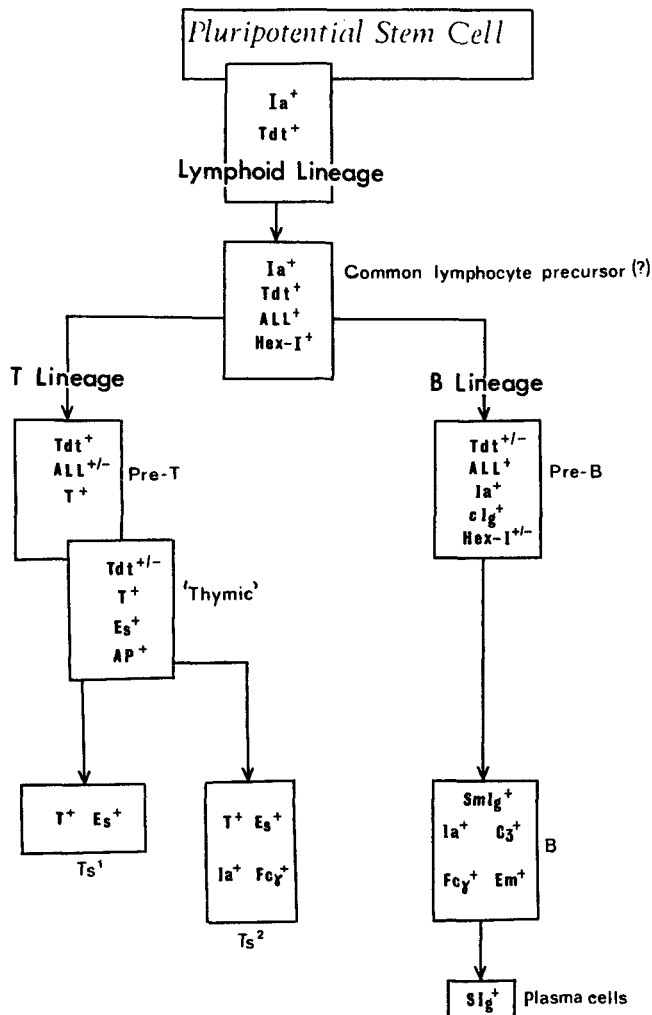 Pluripotential Stem Cell
Ia+
Tdt+
Lymphoid Lineage
Ia+
Tdt+
ALL+
Hex-I+
Common lymphocyte precursor (?)
T Lineage
Tdt+
ALL+/-
T+
Pre-T
Tdt+/-
T+
Es+
AP+
'Thymic'
T+ Es+
Ts1
T+ Es+
Ia+ Fcγ+
Ts2
B Lineage
Tdt+/-
ALL+
Ia+
cIg+
Hex-I+/-
Pre-B
SmIg+
Ia+ C3+
Fcγ+ Em+
B
SIg+
plasma cells